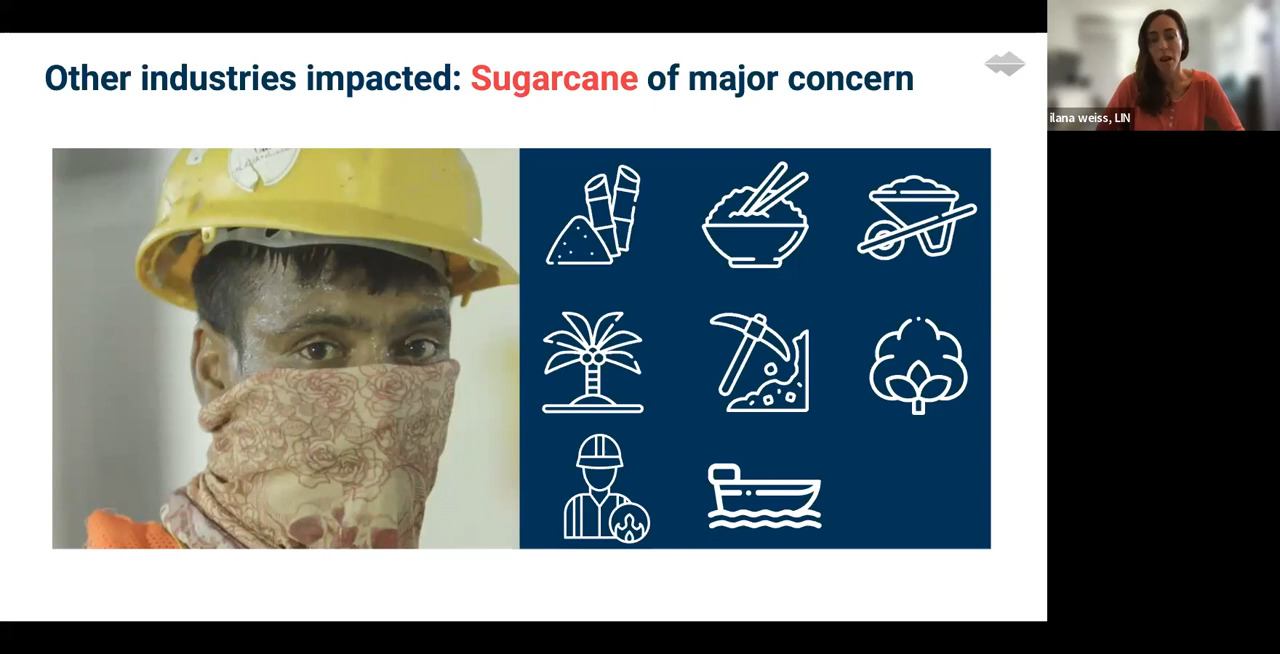 Other industries impacted: Sugarcane of major concern
ilana weiss, LIN